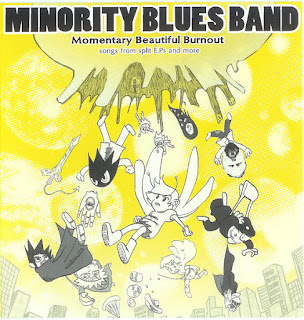 MINORITY BLUES BAND
Momentary Beautiful Burnout
songs from split E.Ps and more